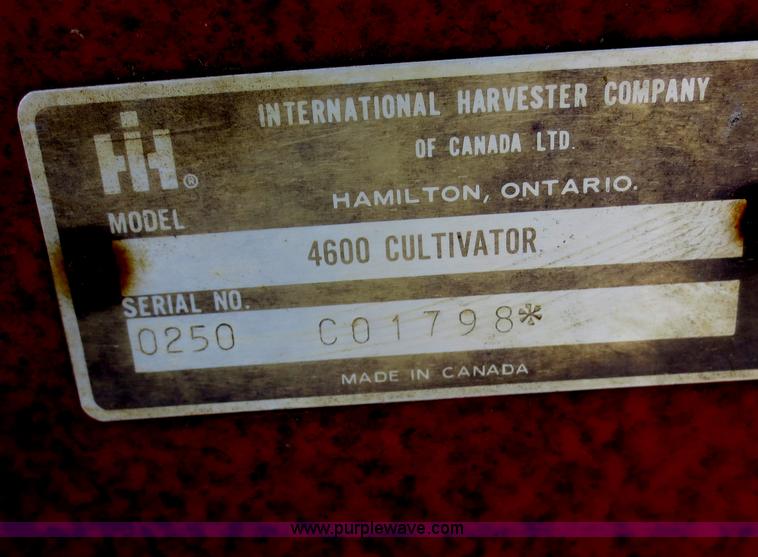 INTERNATIONAL HARVESTER COMPANY
OF CANADA LTD.
IH ®
HAMILTON, ONTARIO.
MODEL
4600 CULTIVATOR
SERIAL NO.
0250 C01798*
MADE IN CANADA
www.purplewave.com